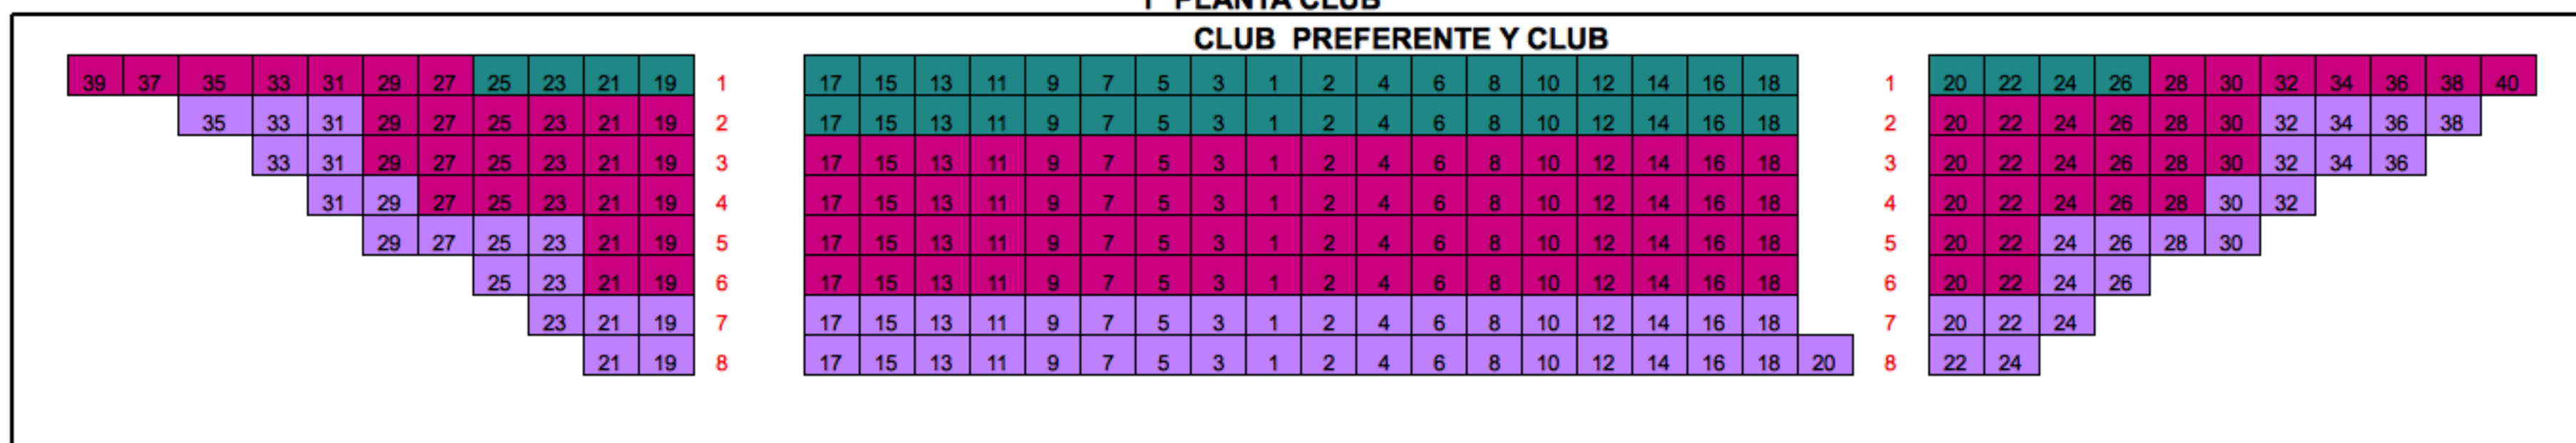 PLANTA CLUB
CLUB PREFERENTE Y CLUB
39 37 35 33 31 29 27 25 23 21 19 1 17 15 13 11 9 7 5 3 1 2 4 6 8 10 12 14 16 18 1 20 22 24 26 28 30 32 34 36 38 40
35 33 31 29 27 25 23 21 19 2 17 15 13 11 9 7 5 3 1 2 4 6 8 10 12 14 16 18 2 20 22 24 26 28 30 32 34 36 38
33 31 29 27 25 23 21 19 3 17 15 13 11 9 7 5 3 1 2 4 6 8 10 12 14 16 18 3 20 22 24 26 28 30 32 34 36
31 29 27 25 23 21 19 4 17 15 13 11 9 7 5 3 1 2 4 6 8 10 12 14 16 18 4 20 22 24 26 28 30 32
29 27 25 23 21 19 5 17 15 13 11 9 7 5 3 1 2 4 6 8 10 12 14 16 18 5 20 22 24 26 28 30
25 23 21 19 6 17 15 13 11 9 7 5 3 1 2 4 6 8 10 12 14 16 18 6 20 22 24 26
23 21 19 7 17 15 13 11 9 7 5 3 1 2 4 6 8 10 12 14 16 18 7 20 22 24
21 19 8 17 15 13 11 9 7 5 3 1 2 4 6 8 10 12 14 16 18 20 8 22 24